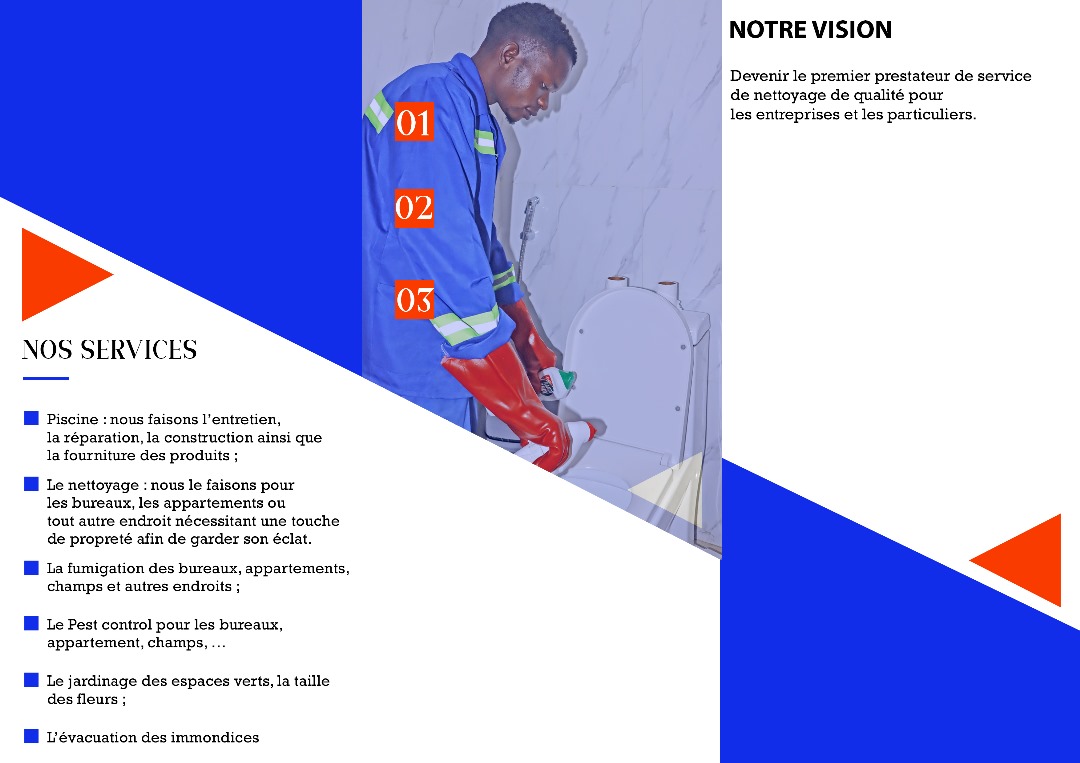 NOS SERVICES
Piscine : nous faisons l’entretien,
la réparation, la construction ainsi que
la fourniture des produits ;
Le nettoyage : nous le faisons pour
les bureaux, les appartements ou
tout autre endroit nécessitant une touche
de propreté afin de garder son éclat.
La fumigation des bureaux, appartements,
champs et autres endroits ;
Le Pest control pour les bureaux,
appartement, champs, …
Le jardinage des espaces verts, la taille
des fleurs ;
L’évacuation des immondices
01
02
03
NOTRE VISION
Devenir le premier prestateur de service
de nettoyage de qualité pour
les entreprises et les particuliers.